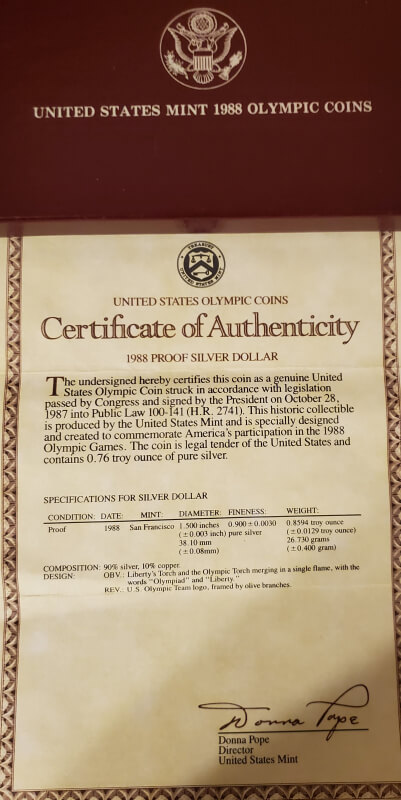 UNITED STATES MINT 1988 OLYMPIC COINS
UNITED STATES OLYMPIC COINS
Certificate of Authenticity
1988 PROOF SILVER DOLLAR
The undersigned hereby certifies this coin as a genuine United
States Olympic Coin struck in accordance with legislation
passed by Congress and signed by the President on October 28,
1987 into Public Law 100-141 (H.R. 2741). This historic collectible
is produced by the United States Mint and is specially designed
and created to commemorate America's participation in the 1988
Olympic Games. The coin is legal tender of the United States and
contains 0.76 troy ounce of pure silver.
SPECIFICATIONS FOR SILVER DOLLAR
CONDITION: DATE: MINT: DIAMETER: FINENESS: WEIGHT:
Proof 1988 San Francisco 1.500 inches 0.900 ± 0.0030 0.8594 troy ounce
(± 0.003 inch) pure silver (± 0.0129 troy ounce)
38.10 mm 26.730 grams
(± 0.08mm) (± 0.400 gram)
COMPOSITION: 90% silver, 10% copper.
DESIGN: OBV.: Liberty's Torch and the Olympic Torch merging in a single flame, with the
words "Olympiad" and "Liberty."
REV.: U.S. Olympic Team logo, framed by olive branches.
Donna Pope
Donna Pope
Director
United States Mint